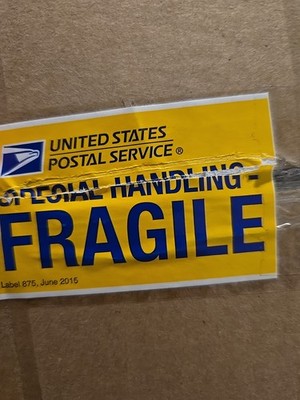 UNITED STATES
POSTAL SERVICE®
SPECIAL HANDLING -
FRAGILE
Label 875, June 2015